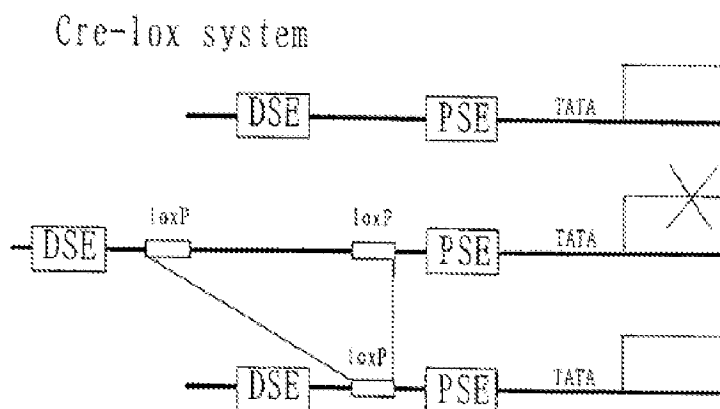 Cre-lox system
DSE PSE TATA
loxP loxP
DSE PSE TATA
loxP
DSE PSE TATA